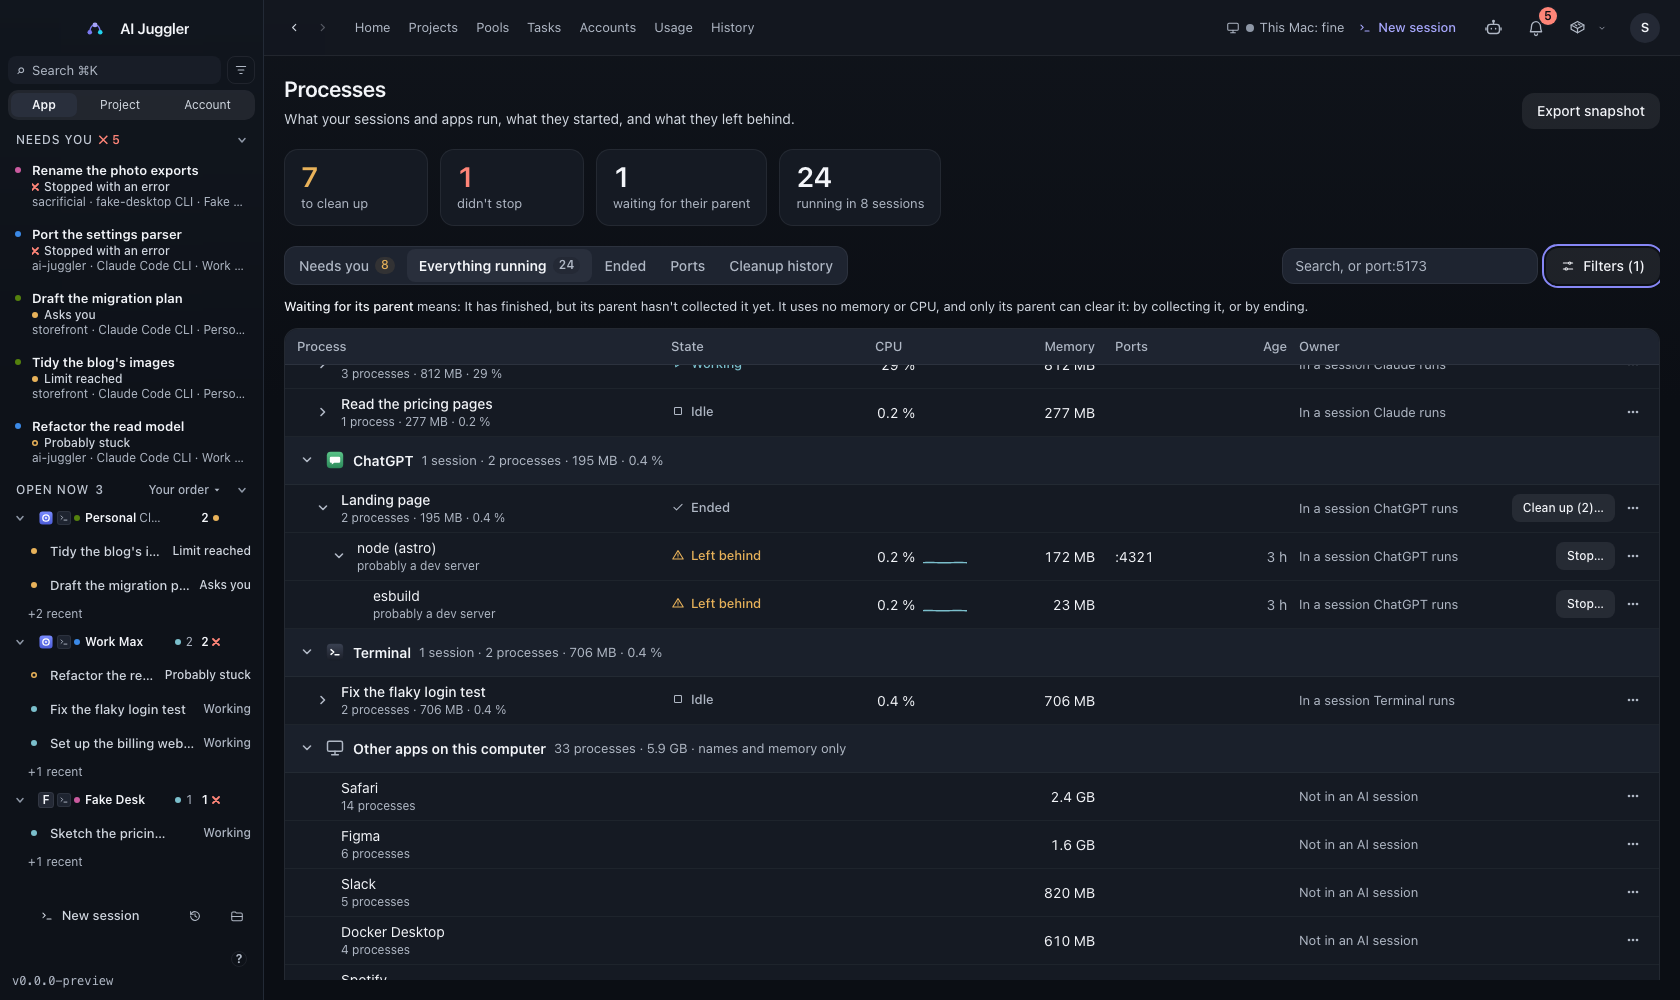 AI Juggler
Search ⌘K
App Project Account
NEEDS YOU 5
Rename the photo exports
Stopped with an error
sacrificial · fake-desktop CLI · Fake ...
Port the settings parser
Stopped with an error
ai-juggler · Claude Code CLI · Work ...
Draft the migration plan
Asks you
storefront · Claude Code CLI · Perso...
Tidy the blog's images
Limit reached
storefront · Claude Code CLI · Perso...
Refactor the read model
Probably stuck
ai-juggler · Claude Code CLI · Work ...
OPEN NOW 3 Your order
Personal Cl... 2
Tidy the blog's i... Limit reached
Draft the migration p... Asks you
+2 recent
Work Max 2 2
Refactor the re... Probably stuck
Fix the flaky login test Working
Set up the billing web... Working
+1 recent
F Fake Desk 1 1
Sketch the pricin... Working
+1 recent
New session
?
v0.0.0-preview
Home Projects Pools Tasks Accounts Usage History
This Mac: fine New session 5 S
Processes
What your sessions and apps run, what they started, and what they left behind.
Export snapshot
7
to clean up
1
didn't stop
1
waiting for their parent
24
running in 8 sessions
Needs you 8 Everything running 24 Ended Ports Cleanup history
Search, or port:5173 Filters (1)
Waiting for its parent means: It has finished, but its parent hasn't collected it yet. It uses no memory or CPU, and only its parent can clear it: by collecting it, or by ending.
Process State CPU Memory Ports Age Owner
Working 29 % 812 MB In a session Claude runs
3 processes · 812 MB · 29 %
Read the pricing pages Idle 0.2 % 277 MB In a session Claude runs
1 process · 277 MB · 0.2 %
ChatGPT 1 session · 2 processes · 195 MB · 0.4 %
Landing page Ended In a session ChatGPT runs Clean up (2)...
2 processes · 195 MB · 0.4 %
node (astro) Left behind 0.2 % 172 MB :4321 3 h In a session ChatGPT runs Stop...
probably a dev server
esbuild Left behind 0.2 % 23 MB 3 h In a session ChatGPT runs Stop...
probably a dev server
Terminal 1 session · 2 processes · 706 MB · 0.4 %
Fix the flaky login test Idle 0.4 % 706 MB In a session Terminal runs
2 processes · 706 MB · 0.4 %
Other apps on this computer 33 processes · 5.9 GB · names and memory only
Safari 2.4 GB Not in an AI session
14 processes
Figma 1.6 GB Not in an AI session
6 processes
Slack 820 MB Not in an AI session
5 processes
Docker Desktop 610 MB Not in an AI session
4 processes
Spotify